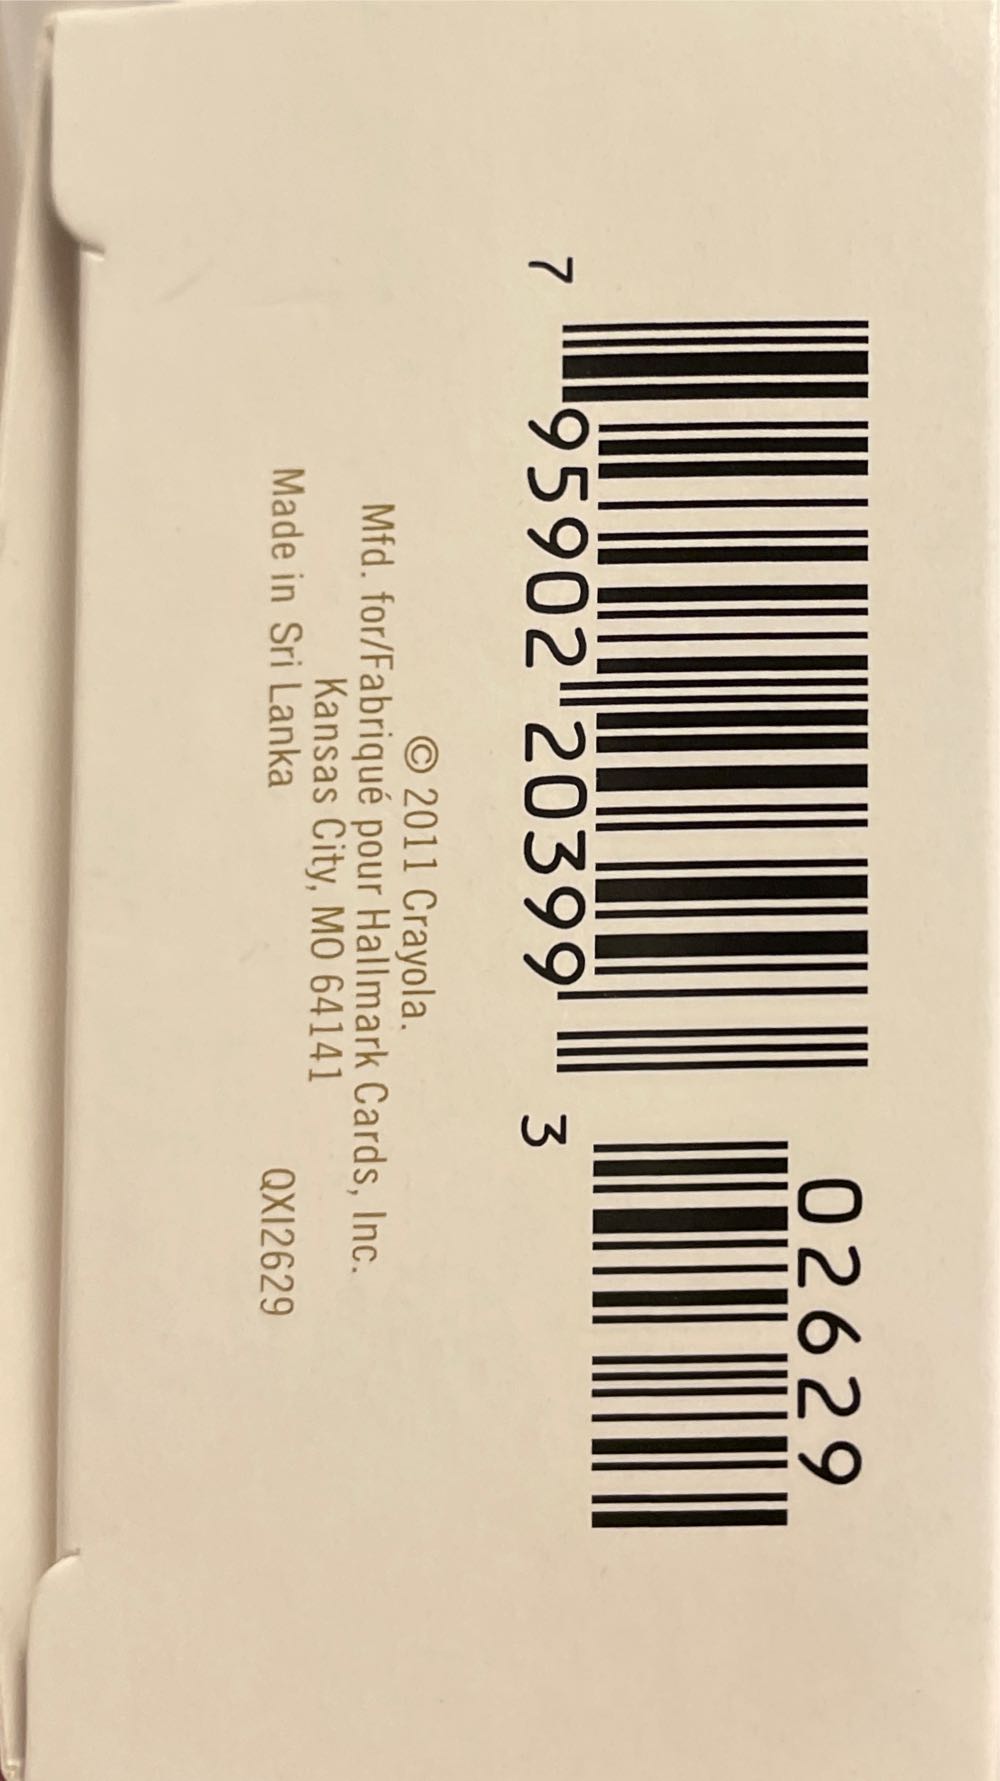 02629
7 95902 20399 3
© 2011 Crayola.
Mfd. for/Fabriqué pour Hallmark Cards, Inc.
Kansas City, MO 64141
Made in Sri Lanka QXI2629